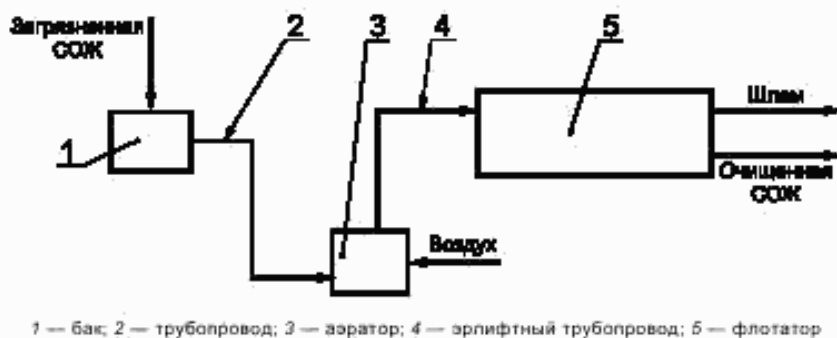 Загрязненная
СОЖ
2
3
4
5
1
Шлам
Очищенная
СОЖ
Воздух
1 — бак; 2 — трубопровод; 3 — аэратор; 4 — эрлифтный трубопровод; 5 — флотатор